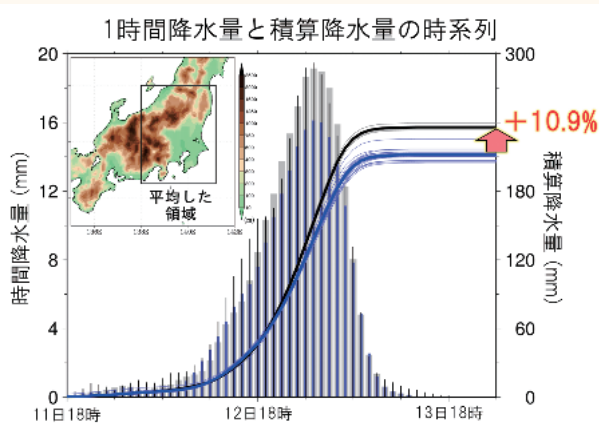 1時間降水量と積算降水量の時系列
20
16
12
8
4
0
時間降水量 (mm)
300
180
120
60
0
積算降水量 (mm)
+10.9%
平均した
領域
11日18時
12日18時
13日18時